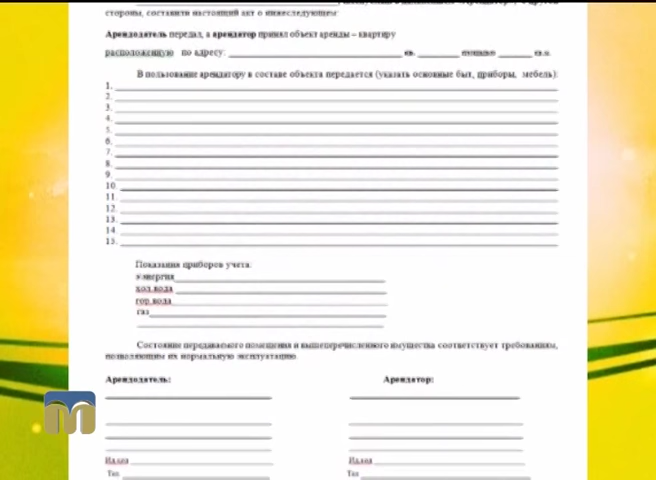 стороны, составили настоящий акт о нижеследующем:
Арендодатель передал, а арендатор принял объект аренды – квартиру
расположенную по адресу: кв. площадью кв.м.
В пользование арендатору в составе объекта передается (указать основные быт, приборы, мебель):
1.
2.
3.
4.
5.
6.
7.
8.
9.
10.
11.
12.
13.
14.
15.
Показания приборов учета:
э/энергия
хол.вода
гор.вода
газ
Состояние передаваемого помещения и вышеперечисленного имущества соответствует требованиям,
позволяющим их нормальную эксплуатацию.
Арендодатель: Арендатор:
Тел. Тел.